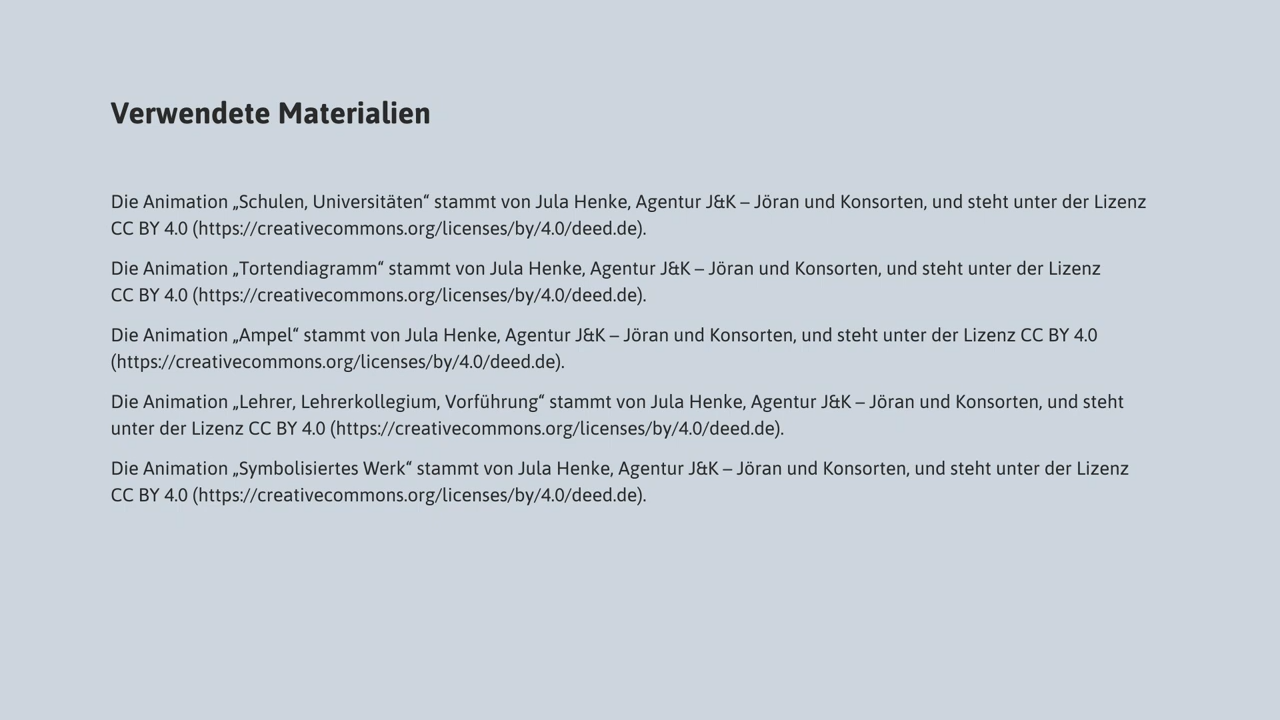 Verwendete Materialien
Die Animation „Schulen, Universitäten“ stammt von Jula Henke, Agentur J&K – Jöran und Konsorten, und steht unter der Lizenz
CC BY 4.0 (https://creativecommons.org/licenses/by/4.0/deed.de).
Die Animation „Tortendiagramm“ stammt von Jula Henke, Agentur J&K – Jöran und Konsorten, und steht unter der Lizenz
CC BY 4.0 (https://creativecommons.org/licenses/by/4.0/deed.de).
Die Animation „Ampel“ stammt von Jula Henke, Agentur J&K – Jöran und Konsorten, und steht unter der Lizenz CC BY 4.0
(https://creativecommons.org/licenses/by/4.0/deed.de).
Die Animation „Lehrer, Lehrerkollegium, Vorführung“ stammt von Jula Henke, Agentur J&K – Jöran und Konsorten, und steht
unter der Lizenz CC BY 4.0 (https://creativecommons.org/licenses/by/4.0/deed.de).
Die Animation „Symbolisiertes Werk“ stammt von Jula Henke, Agentur J&K – Jöran und Konsorten, und steht unter der Lizenz
CC BY 4.0 (https://creativecommons.org/licenses/by/4.0/deed.de).